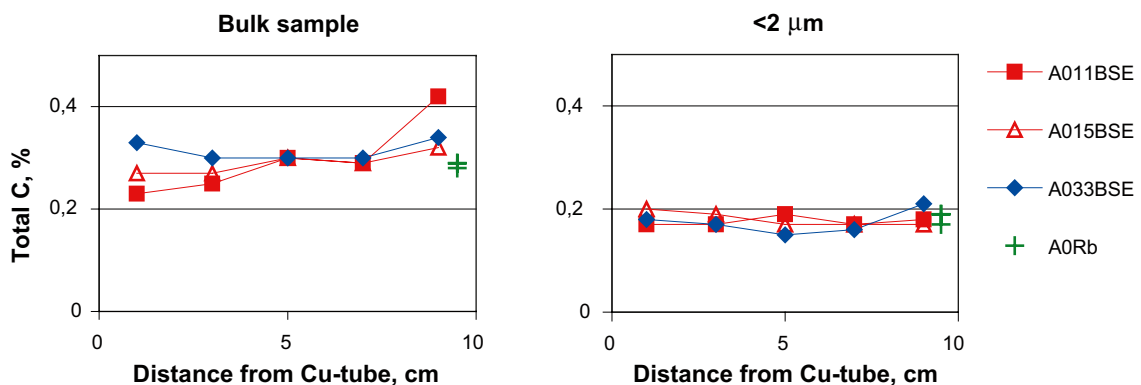 Bulk sample
<2 μm
Total C, %
0,4
0,2
0
0
5
10
Distance from Cu-tube, cm
0,4
0,2
0
0
5
10
Distance from Cu-tube, cm
A011BSE
A015BSE
A033BSE
A0Rb